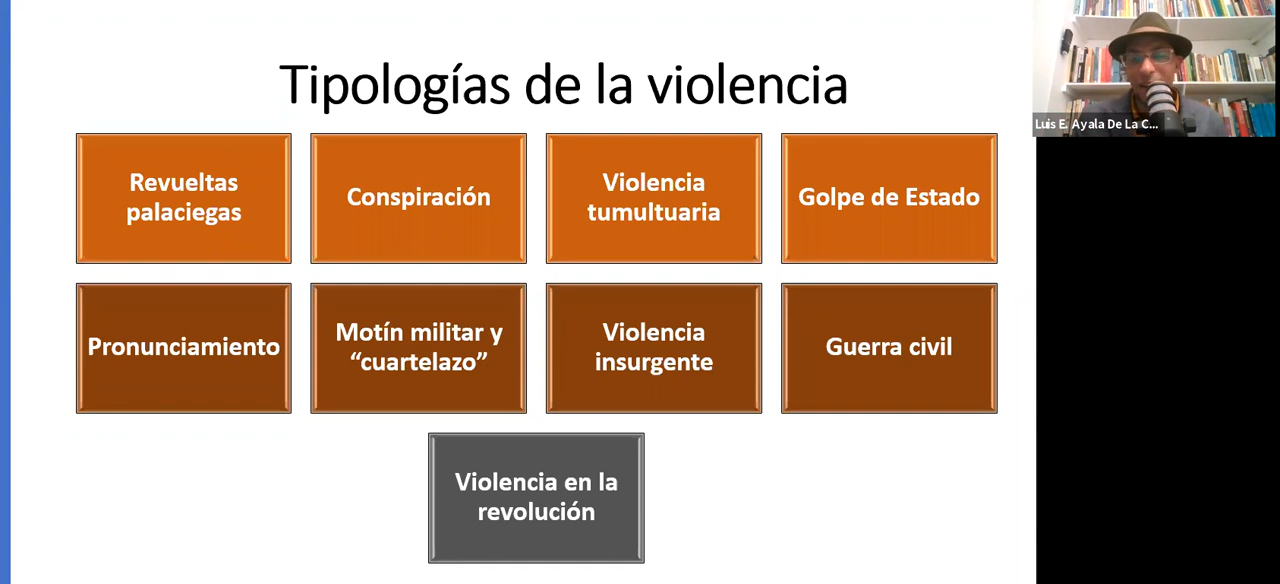 Tipologías de la violencia
Revueltas
palaciegas
Conspiración
Violencia
tumultuaria
Golpe de Estado
Pronunciamiento
Motín militar y
“cuartelazo”
Violencia
insurgente
Guerra civil
Violencia en la
revolución
Luis E. Ayala De La C...